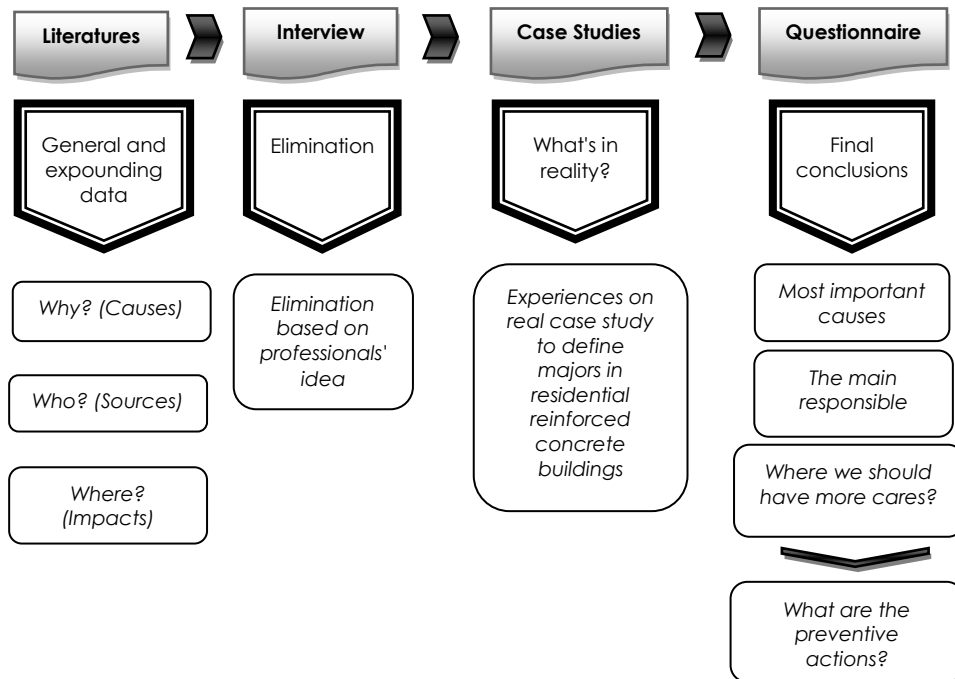 Literatures
Interview
Case Studies
Questionnaire
General and
expounding
data
Elimination
What's in
reality?
Final
conclusions
Why? (Causes)
Who? (Sources)
Where?
(Impacts)
Elimination
based on
professionals'
idea
Experiences on
real case study
to define
majors in
residential
reinforced
concrete
buildings
Most important
causes
The main
responsible
Where we should
have more cares?
What are the
preventive
actions?